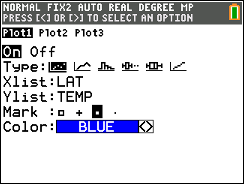 NORMAL FIX2 AUTO REAL DEGREE MP
PRESS [<] OR [>] TO SELECT AN OPTION
Plot1 Plot2 Plot3
On Off
Type:
Xlist:LAT
Ylist:TEMP
Mark :
Color: BLUE